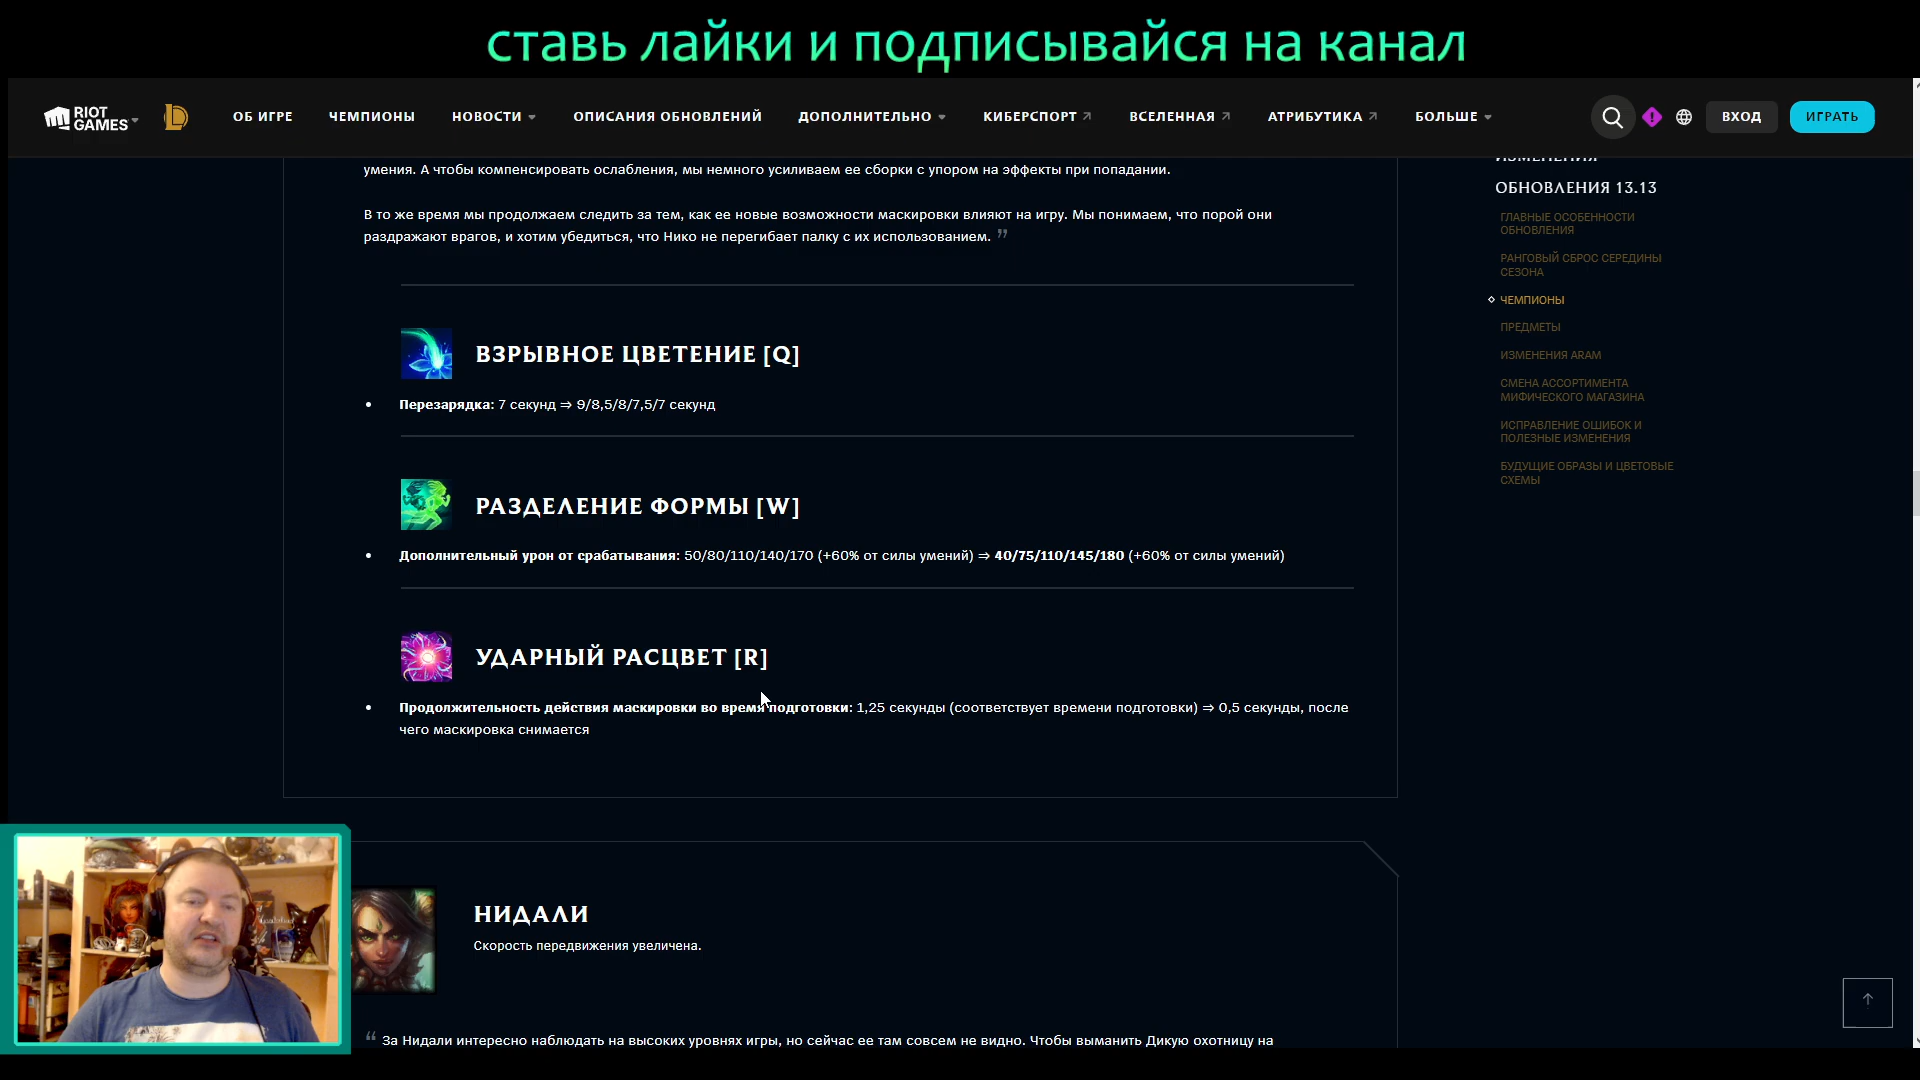 ставь лайки и подписывайся на канал
RIOT GAMES
ОБ ИГРЕ
ЧЕМПИОНЫ
НОВОСТИ
ОПИСАНИЯ ОБНОВЛЕНИЙ
ДОПОЛНИТЕЛЬНО
КИБЕРСПОРТ
ВСЕЛЕННАЯ
АТРИБУТИКА
БОЛЬШЕ
ВХОД
ИГРАТЬ
умения. А чтобы компенсировать ослабления, мы немного усиливаем ее сборки с упором на эффекты при попадании.
В то же время мы продолжаем следить за тем, как ее новые возможности маскировки влияют на игру. Мы понимаем, что порой они
раздражают врагов, и хотим убедиться, что Нико не перегибает палку с их использованием. ”
ВЗРЫВНОЕ ЦВЕТЕНИЕ [Q]
• Перезарядка: 7 секунд ⇒ 9/8,5/8/7,5/7 секунд
РАЗДЕЛЕНИЕ ФОРМЫ [W]
• Дополнительный урон от срабатывания: 50/80/110/140/170 (+60% от силы умений) ⇒ 40/75/110/145/180 (+60% от силы умений)
УДАРНЫЙ РАСЦВЕТ [R]
• Продолжительность действия маскировки во время подготовки: 1,25 секунды (соответствует времени подготовки) ⇒ 0,5 секунды, после
чего маскировка снимается
НИДАЛИ
Скорость передвижения увеличена.
“ За Нидали интересно наблюдать на высоких уровнях игры, но сейчас ее там совсем не видно. Чтобы выманить Дикую охотницу на
ИЗМЕНЕНИЯ
ОБНОВЛЕНИЯ 13.13
ГЛАВНЫЕ ОСОБЕННОСТИ
ОБНОВЛЕНИЯ
РАНГОВЫЙ СБРОС СЕРЕДИНЫ
СЕЗОНА
ЧЕМПИОНЫ
ПРЕДМЕТЫ
ИЗМЕНЕНИЯ ARAM
СМЕНА АССОРТИМЕНТА
МИФИЧЕСКОГО МАГАЗИНА
ИСПРАВЛЕНИЕ ОШИБОК И
ПОЛЕЗНЫЕ ИЗМЕНЕНИЯ
БУДУЩИЕ ОБРАЗЫ И ЦВЕТОВЫЕ
СХЕМЫ